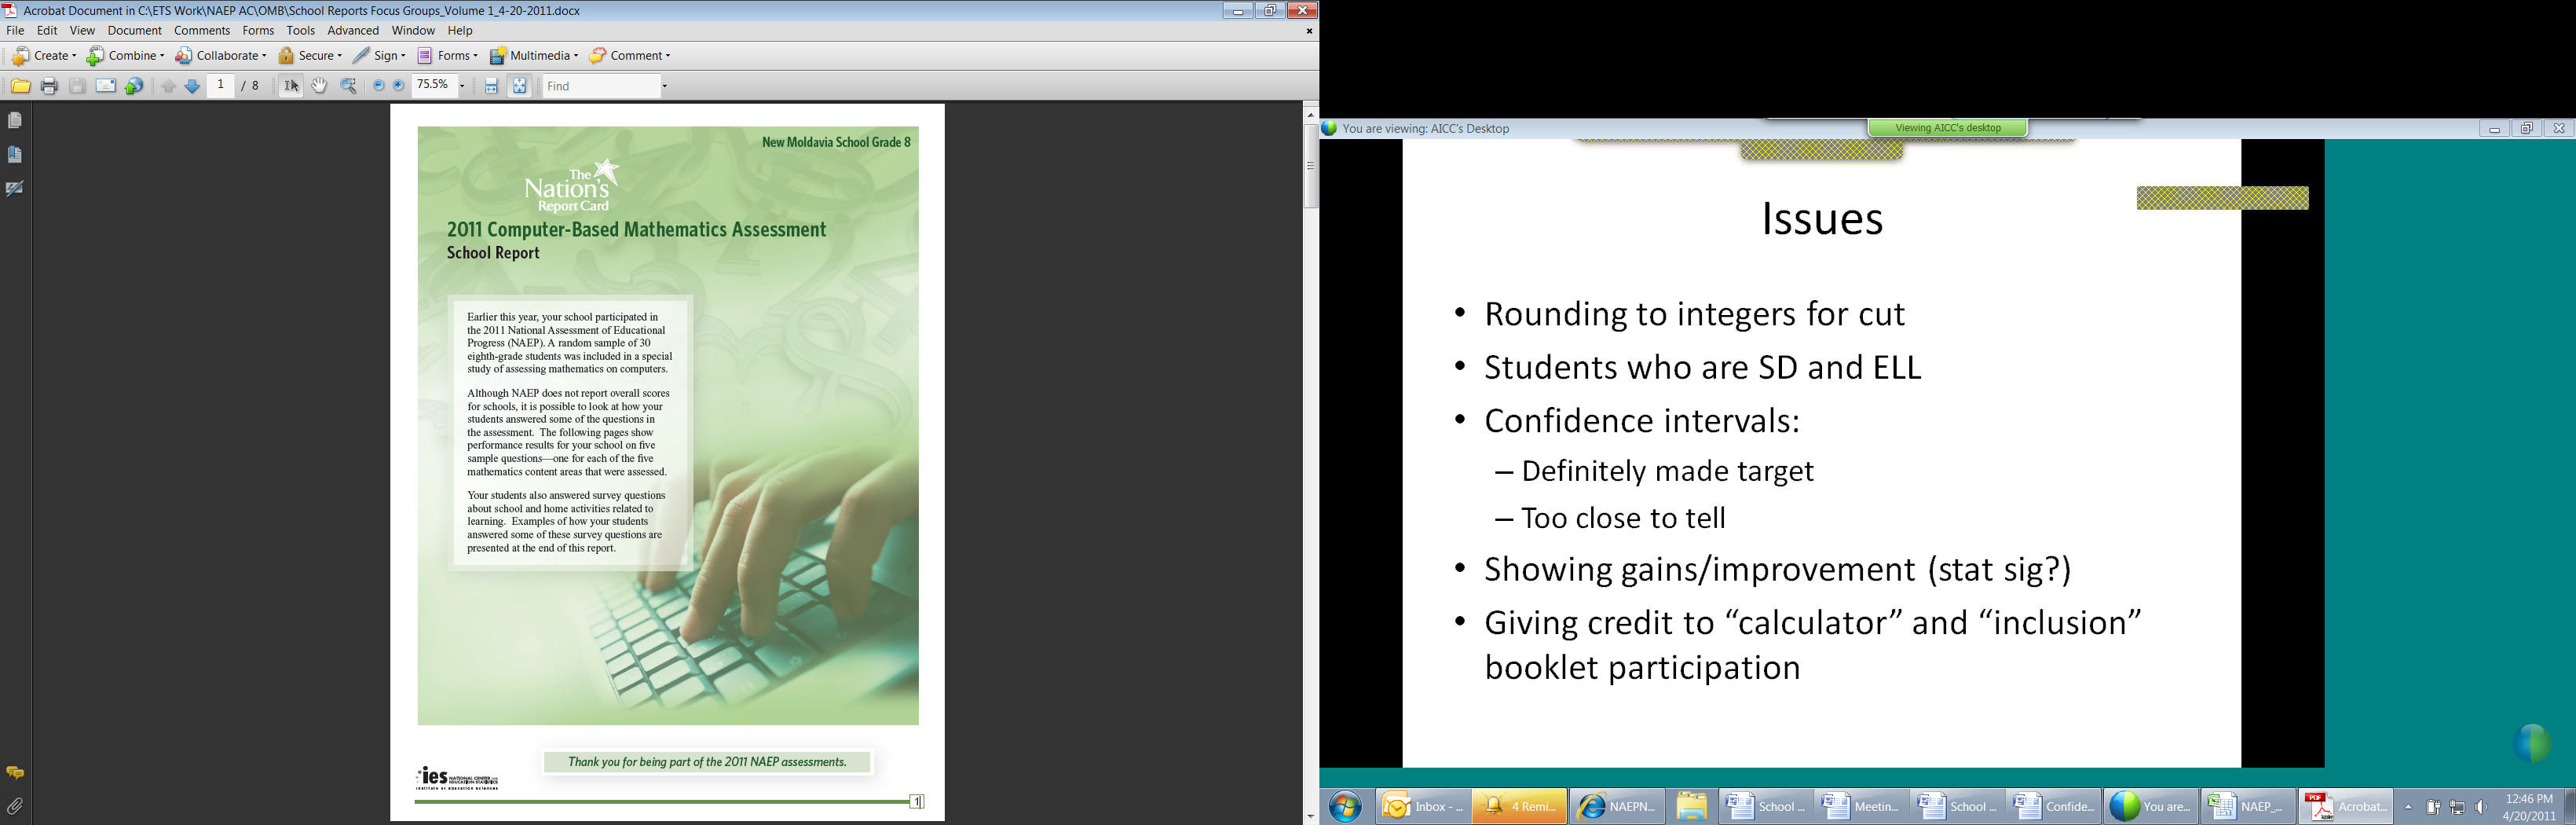 Acrobat Document in C:\ETS Work\NAEP AC\OMB\School Reports Focus Groups_Volume 1_4-20-2011.docx
File Edit View Document Comments Forms Tools Advanced Window Help
Create Combine Collaborate Secure Sign Forms Multimedia Comment
1 / 8 75.5% Find
New Moldavia School Grade 8
The
Nation's
Report Card
2011 Computer-Based Mathematics Assessment
School Report
Earlier this year, your school participated in
the 2011 National Assessment of Educational
Progress (NAEP). A random sample of 30
eighth-grade students was included in a special
study of assessing mathematics on computers.
Although NAEP does not report overall scores
for schools, it is possible to look at how your
students answered some of the questions in
the assessment. The following pages show
performance results for your school on five
sample questions—one for each of the five
mathematics content areas that were assessed.
Your students also answered survey questions
about school and home activities related to
learning. Examples of how your students
answered some of these survey questions are
presented at the end of this report.
Thank you for being part of the 2011 NAEP assessments.
ies NATIONAL CENTER FOR
EDUCATION STATISTICS
Institute of Education Sciences
1
You are viewing: AICC's Desktop
Viewing AICC's desktop
Issues
• Rounding to integers for cut
• Students who are SD and ELL
• Confidence intervals:
– Definitely made target
– Too close to tell
• Showing gains/improvement (stat sig?)
• Giving credit to “calculator” and “inclusion”
booklet participation
Inbox - ... 4 Remi... NAEPN... School ... Meetin... School ... Confide... You are... NAEP_... Acrobat...
12:46 PM
4/20/2011